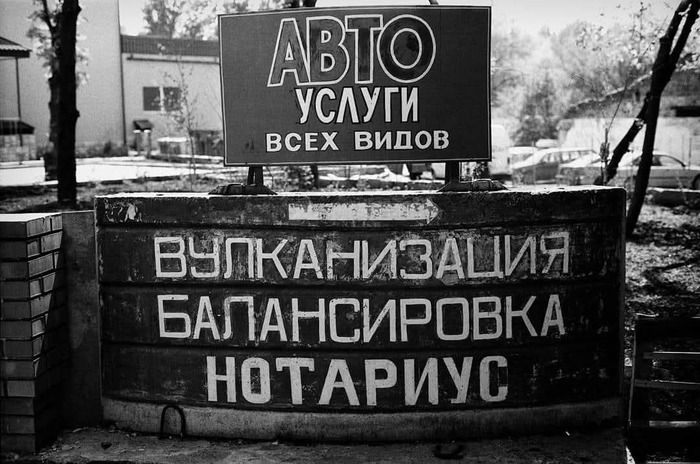 АВТО
УСЛУГИ
ВСЕХ ВИДОВ
ВУЛКАНИЗАЦИЯ
БАЛАНСИРОВКА
НОТАРИУС